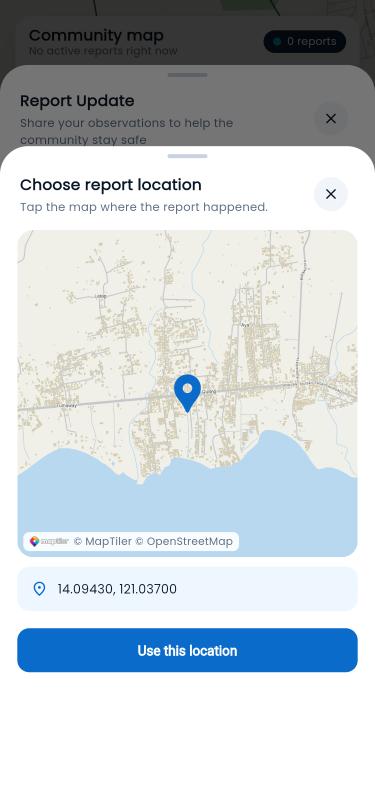 Community map
No active reports right now
0 reports
Report Update
Share your observations to help the
community stay safe
Choose report location
Tap the map where the report happened.
maptiler © MapTiler © OpenStreetMap
14.09430, 121.03700
Use this location